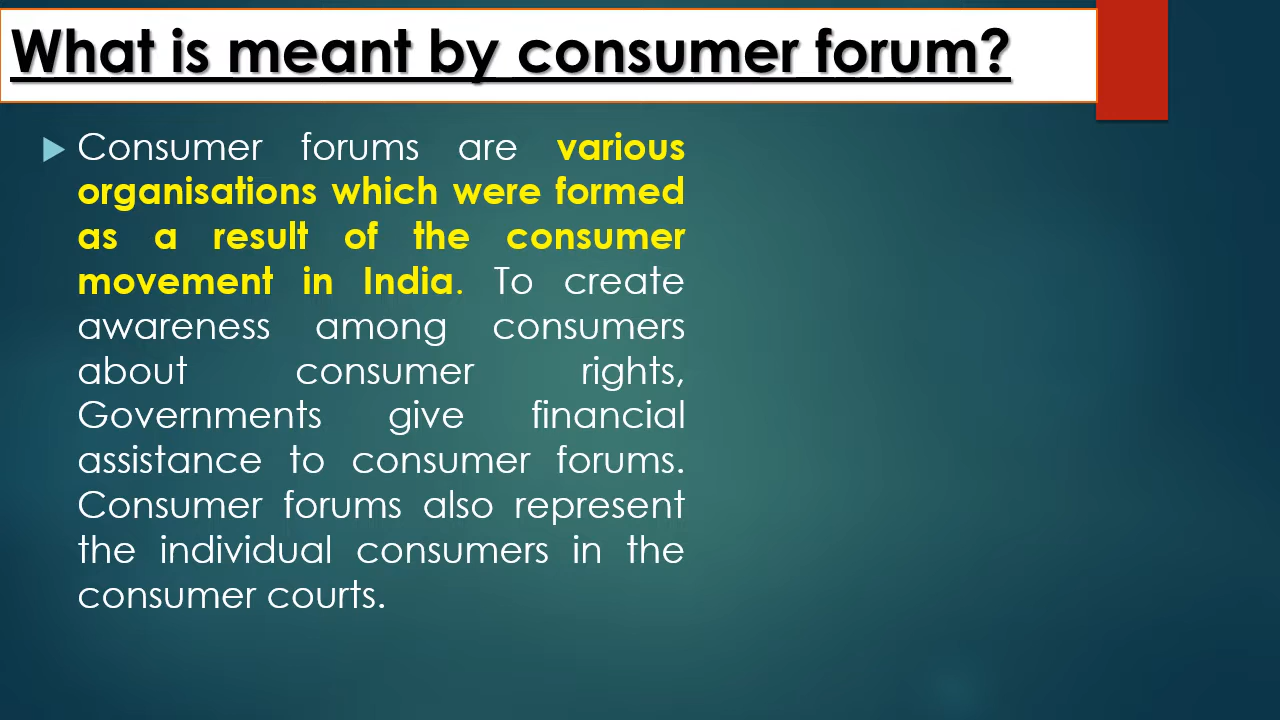 What is meant by consumer forum?
Consumer forums are various
organisations which were formed
as a result of the consumer
movement in India. To create
awareness among consumers
about consumer rights,
Governments give financial
assistance to consumer forums.
Consumer forums also represent
the individual consumers in the
consumer courts.